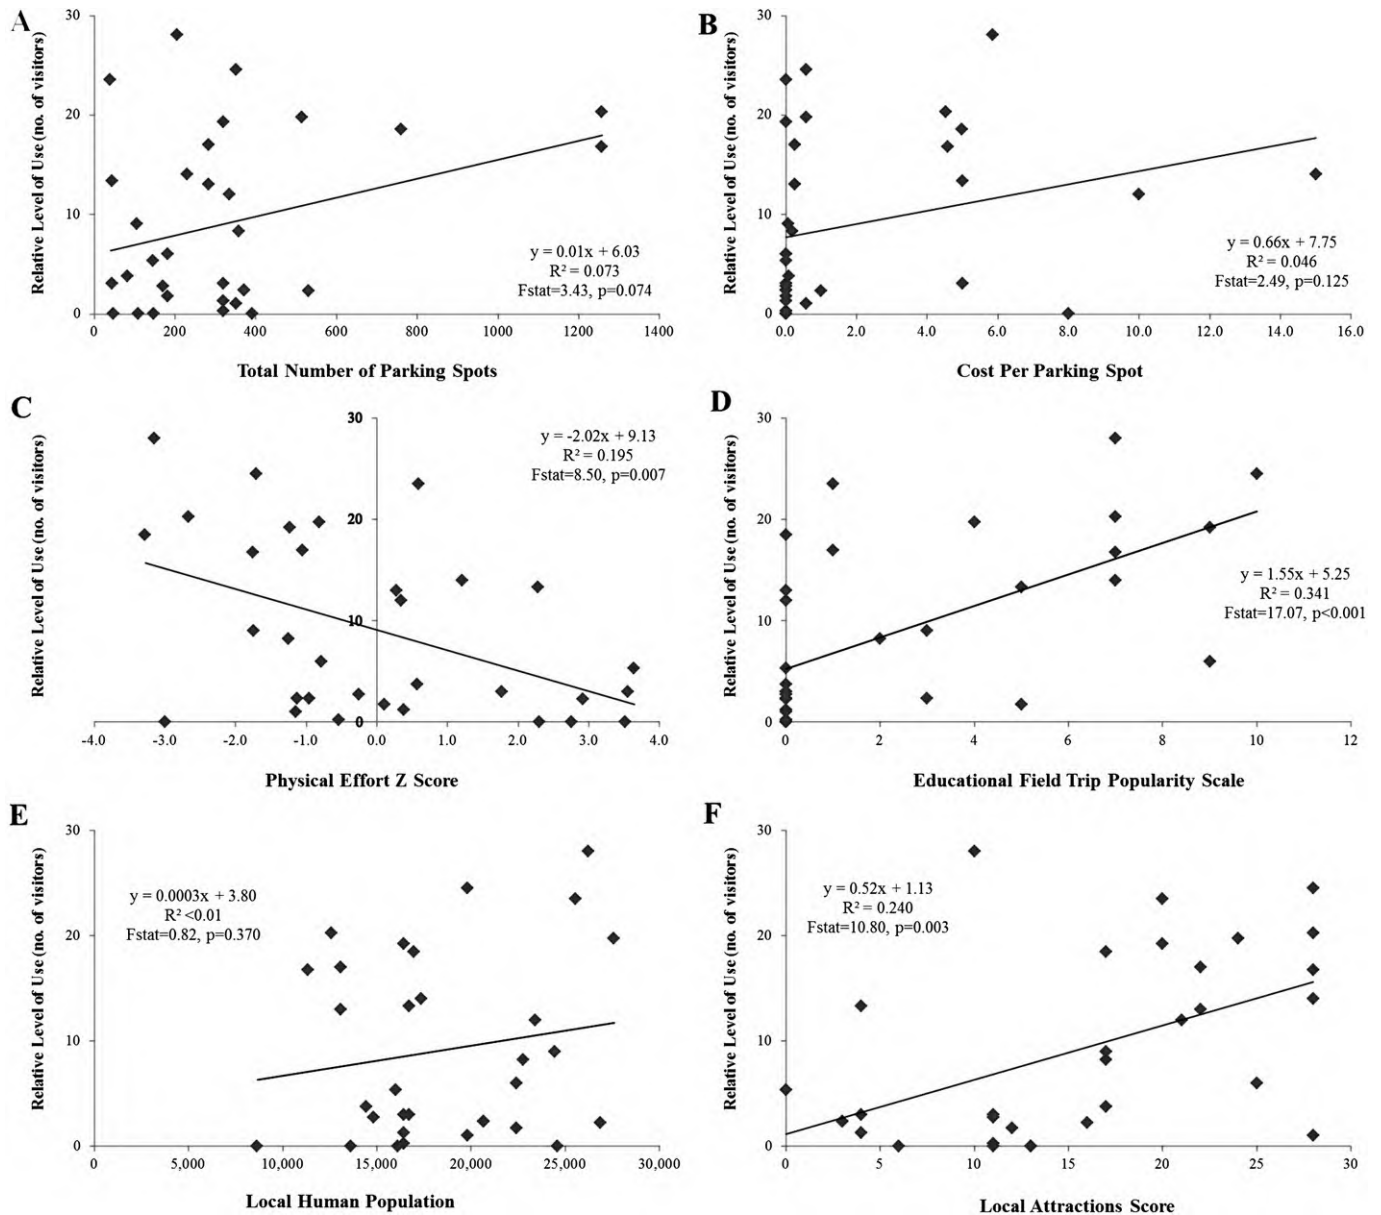 A
Relative Level of Use (no. of visitors)
30
20
10
0
0 200 400 600 800 1000 1200 1400
y = 0.01x + 6.03
R² = 0.073
Fstat=3.43, p=0.074
Total Number of Parking Spots
B
Relative Level of Use (no. of visitors)
30
20
10
0
0.0 2.0 4.0 6.0 8.0 10.0 12.0 14.0 16.0
y = 0.66x + 7.75
R² = 0.046
Fstat=2.49, p=0.125
Cost Per Parking Spot
C
Relative Level of Use (no. of visitors)
30
20
10
0
-4.0 -3.0 -2.0 -1.0 0.0 1.0 2.0 3.0 4.0
y = -2.02x + 9.13
R² = 0.195
Fstat=8.50, p=0.007
Physical Effort Z Score
D
Relative Level of Use (no. of visitors)
30
20
10
0
0 2 4 6 8 10 12
y = 1.55x + 5.25
R² = 0.341
Fstat=17.07, p<0.001
Educational Field Trip Popularity Scale
E
Relative Level of Use (no. of visitors)
30
20
10
0
0 5,000 10,000 15,000 20,000 25,000 30,000
y = 0.0003x + 3.80
R² <0.01
Fstat=0.82, p=0.370
Local Human Population
F
Relative Level of Use (no. of visitors)
30
20
10
0
0 5 10 15 20 25 30
y = 0.52x + 1.13
R² = 0.240
Fstat=10.80, p=0.003
Local Attractions Score